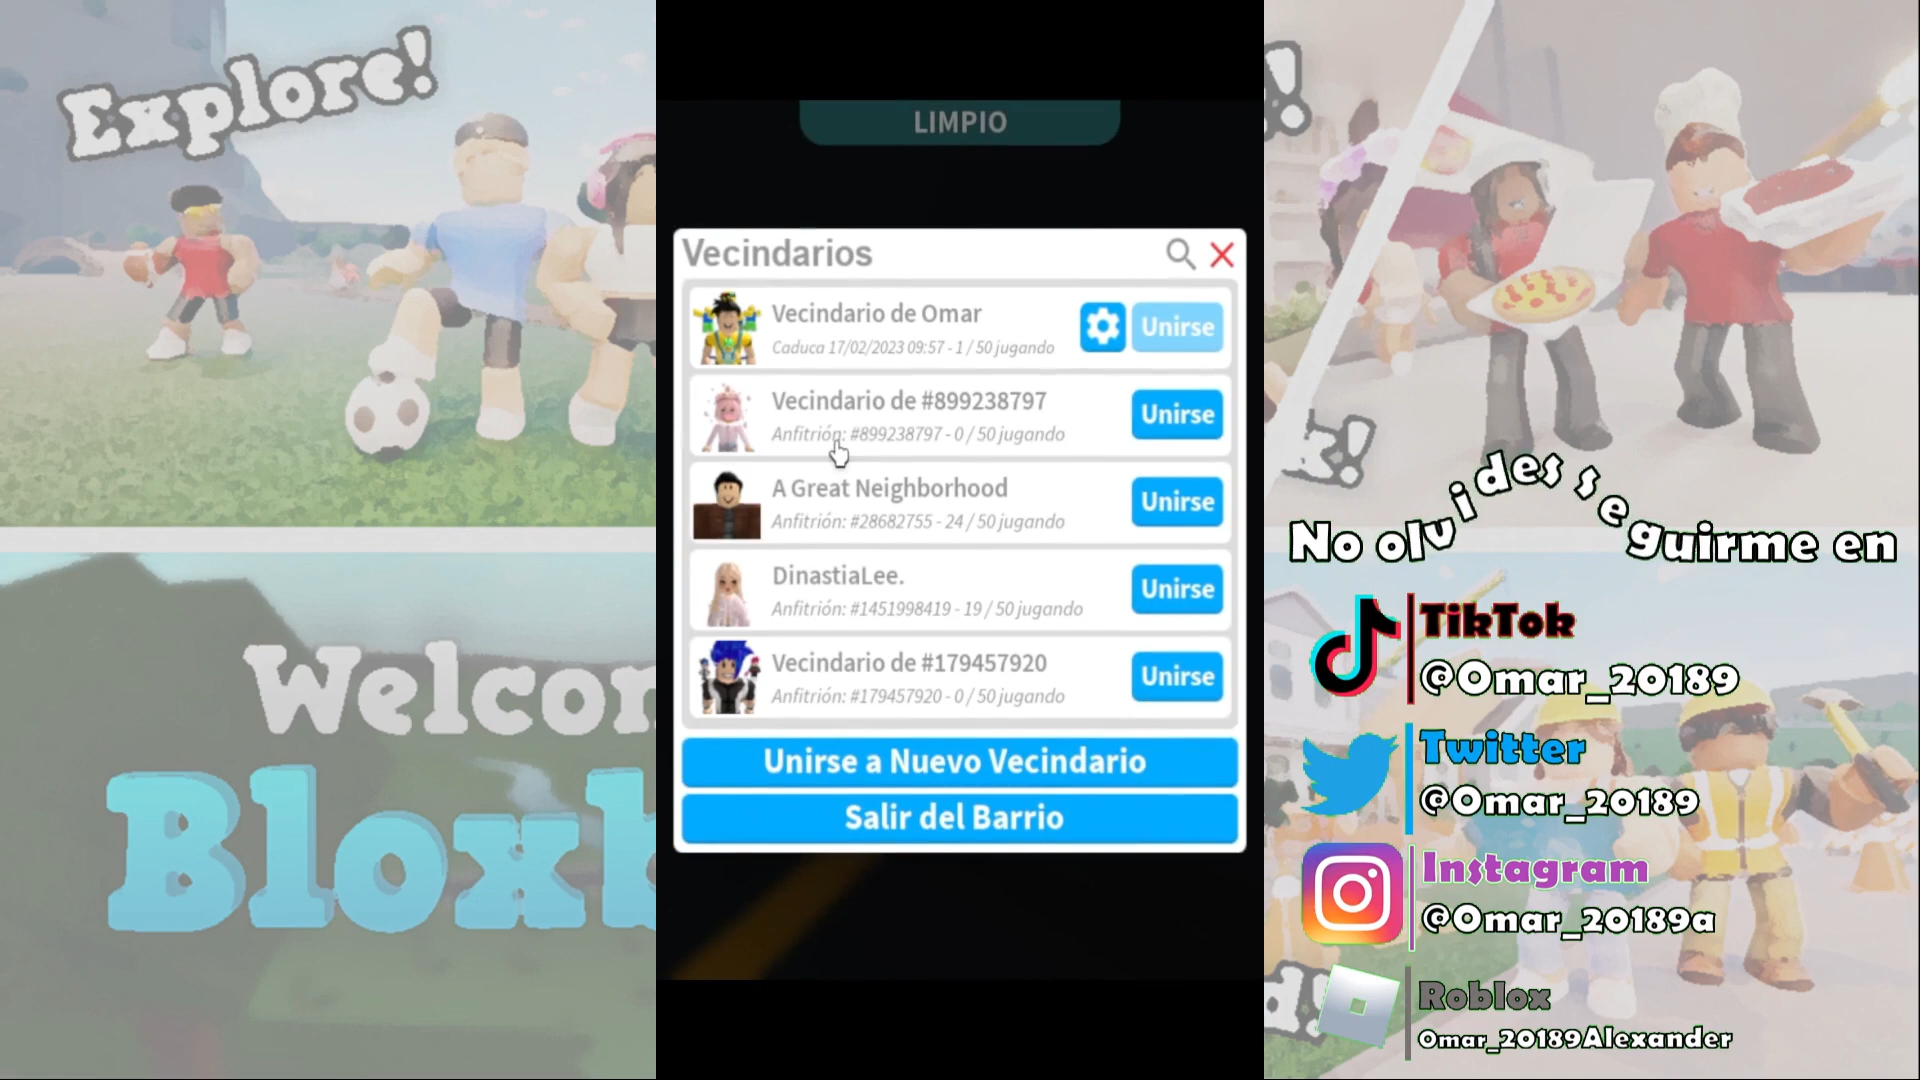 Explore!
Welcom
Bloxb
LIMPIO
Vecindarios
Vecindario de Omar
Caduca 17/02/2023 09:57 - 1 / 50 jugando
Unirse
Vecindario de #899238797
Anfitrión: #899238797 - 0 / 50 jugando
Unirse
A Great Neighborhood
Anfitrión: #28682755 - 24 / 50 jugando
Unirse
DinastiaLee.
Anfitrión: #1451998419 - 19 / 50 jugando
Unirse
Vecindario de #179457920
Anfitrión: #179457920 - 0 / 50 jugando
Unirse
Unirse a Nuevo Vecindario
Salir del Barrio
!
k!
No olvides seguirme en
TikTok
@Omar_20189
Twitter
@Omar_20189
Instagram
@Omar_20189a
d!
Roblox
Omar_20189Alexander